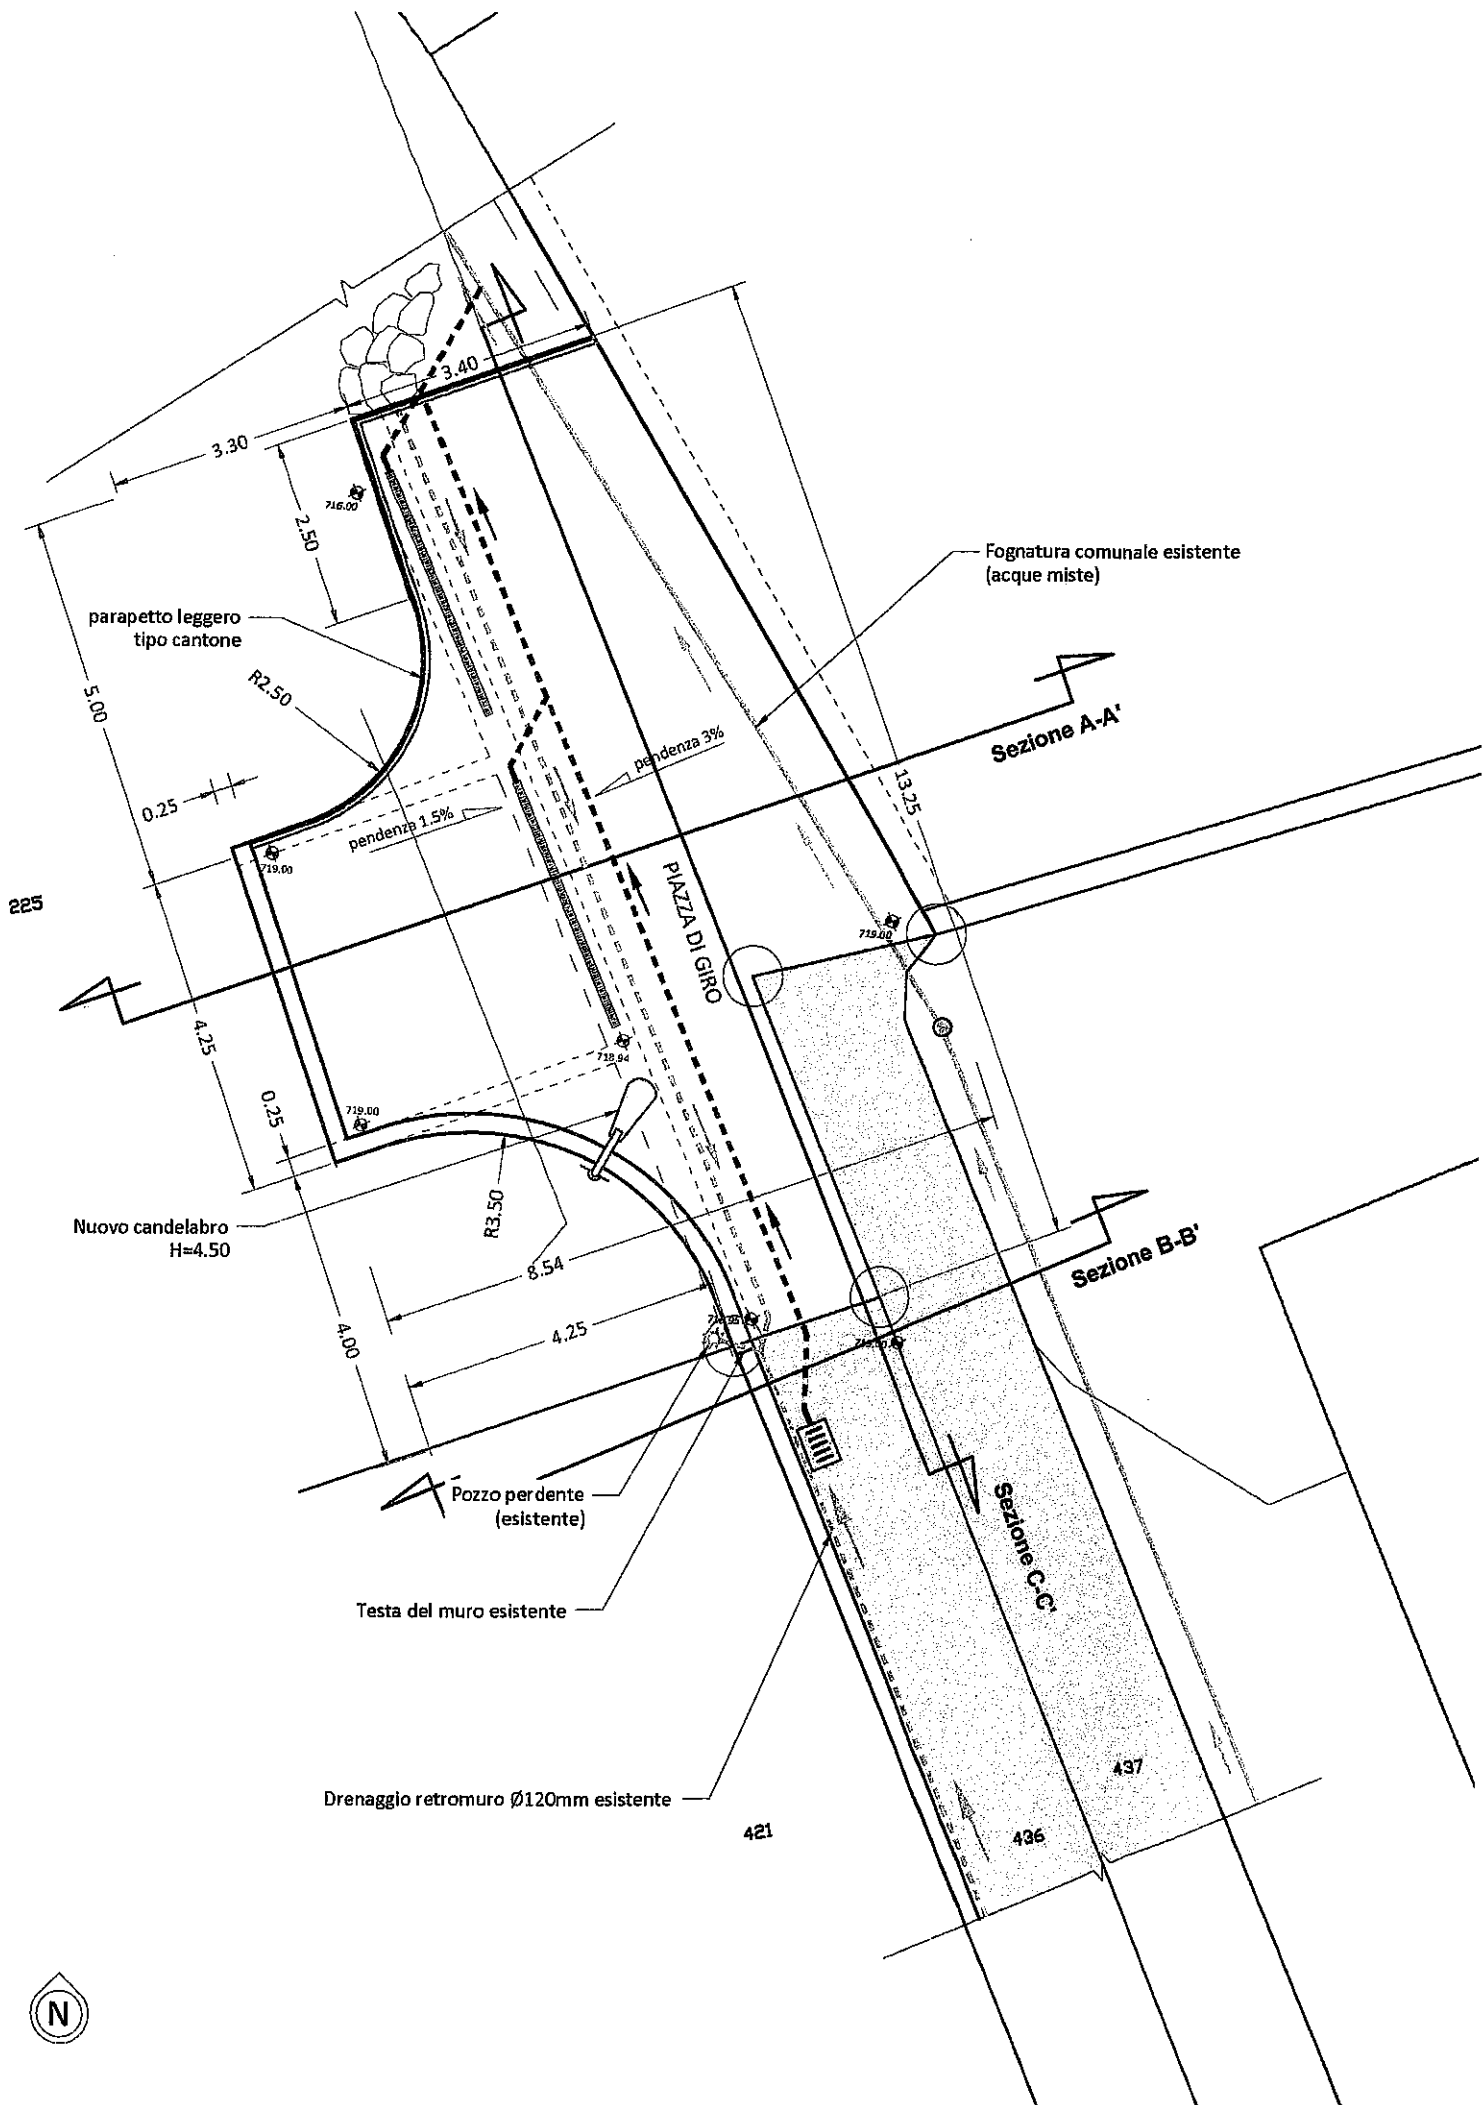 3.40
3.30
716.00
2.50
Fognatura comunale esistente
(acque miste)
parapetto leggero
tipo cantone
R2.50
5.00
Sezione A-A'
pendenza 3%
13.25
0.25
pendenza 1.5%
719.00
225
PIAZZA DI GIRO
719.00
4.25
718.94
0.25
719.00
Nuovo candelabro
H=4.50
R3.50
Sezione B-B'
8.54
4.25
4.00
Pozzo perdente
(esistente)
Sezione C-C'
Testa del muro esistente
437
Drenaggio retromuro Ø120mm esistente
421
436
N